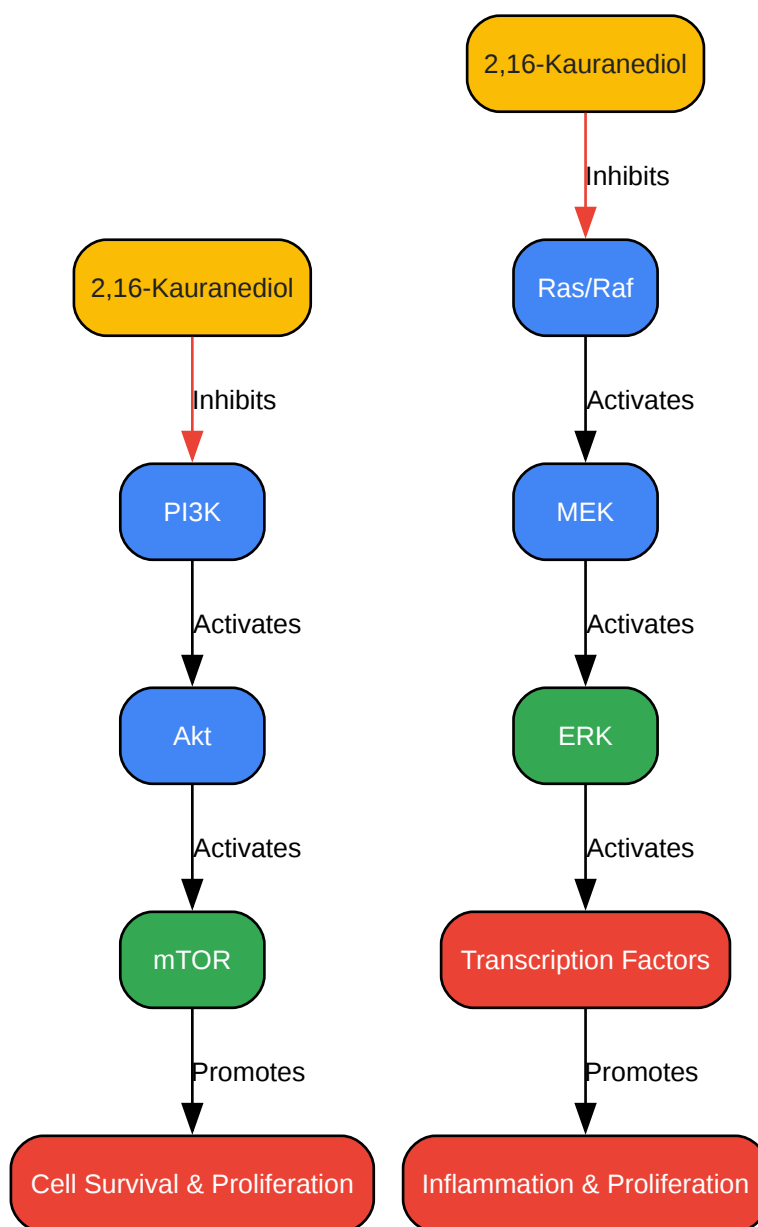 2,16-Kauranediol
Inhibits
PI3K
Activates
Akt
Activates
mTOR
Promotes
Cell Survival & Proliferation
2,16-Kauranediol
Inhibits
Ras/Raf
Activates
MEK
Activates
ERK
Activates
Transcription Factors
Promotes
Inflammation & Proliferation